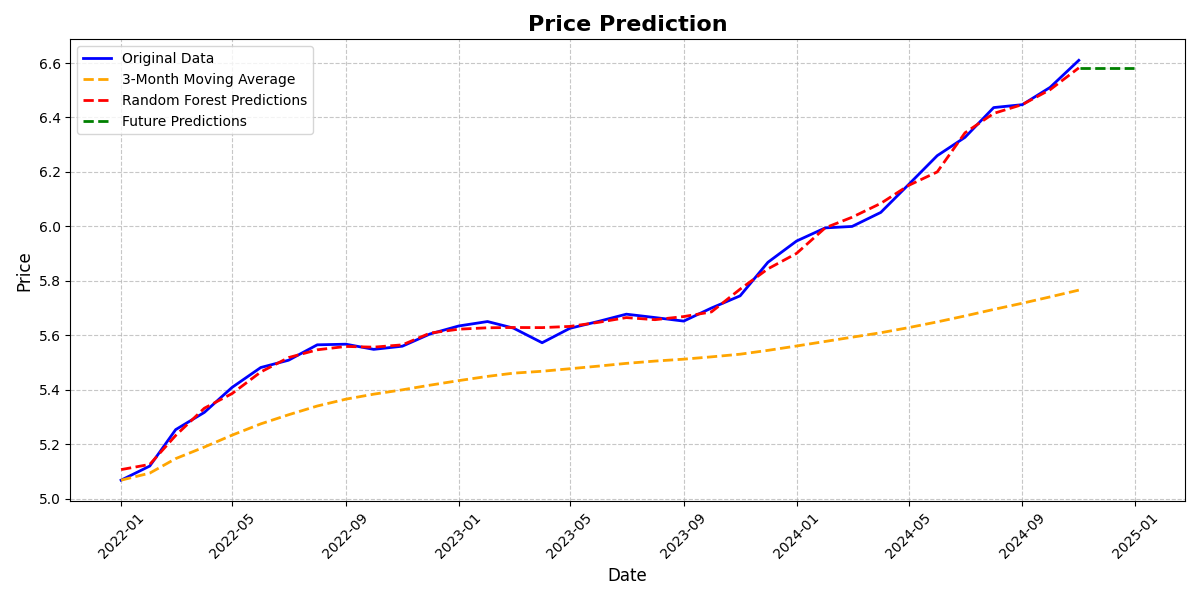 Price Prediction
Original Data
3-Month Moving Average
Random Forest Predictions
Future Predictions
Price
6.6
6.4
6.2
6.0
5.8
5.6
5.4
5.2
5.0
2022-01
2022-05
2022-09
2023-01
2023-05
2023-09
2024-01
2024-05
2024-09
2025-01
Date